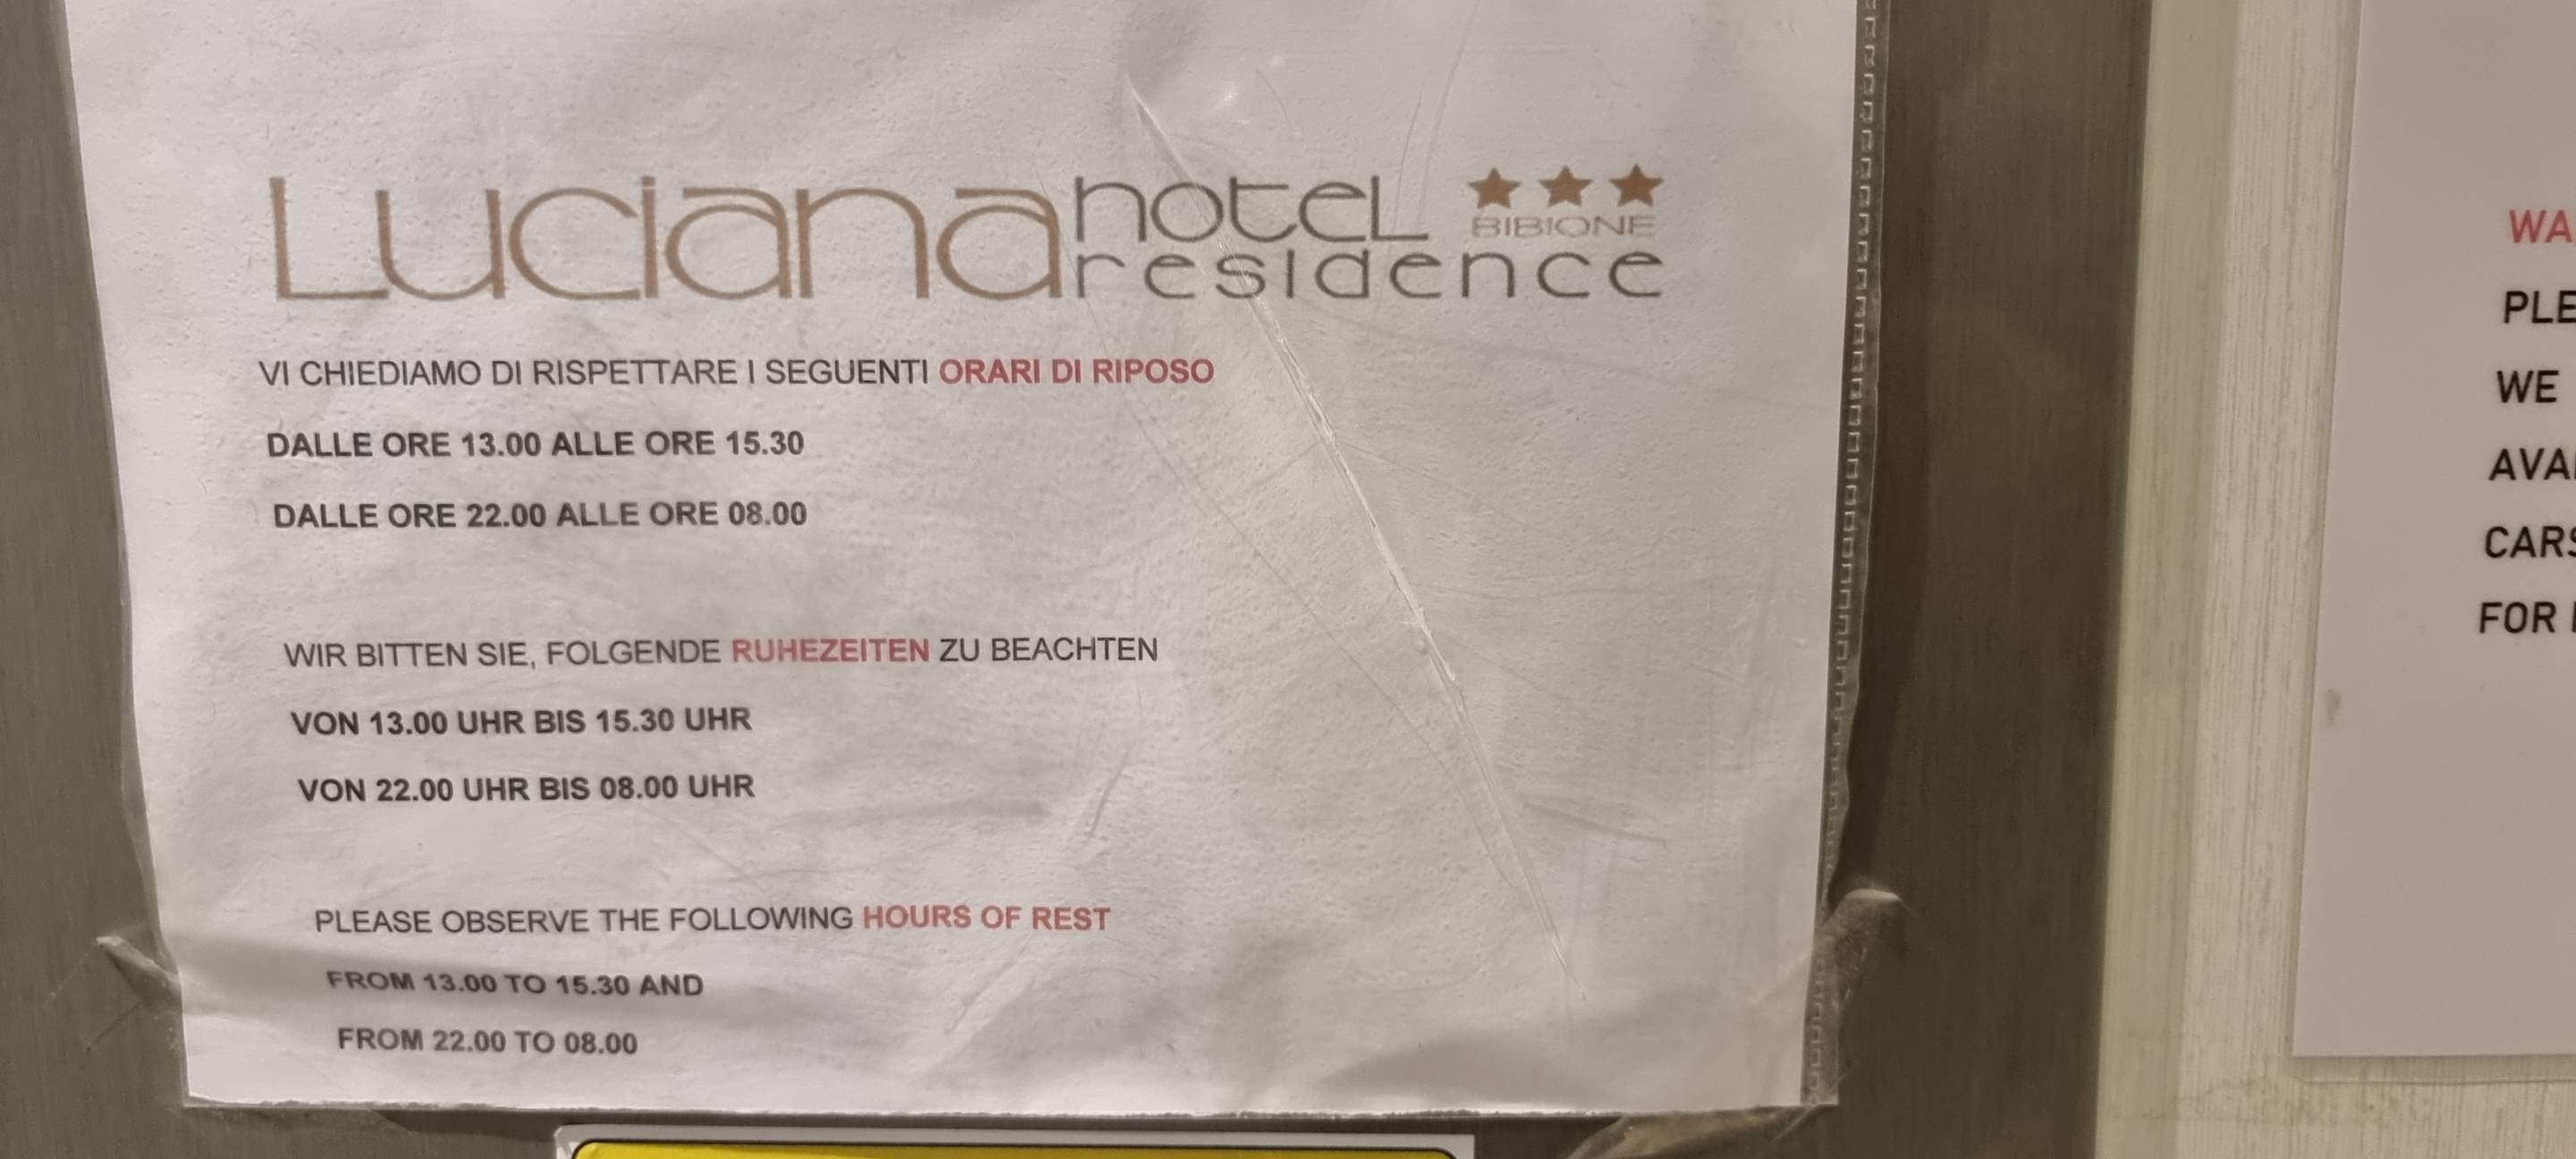 Luciana hotel residence
BIBIONE
VI CHIEDIAMO DI RISPETTARE I SEGUENTI ORARI DI RIPOSO
DALLE ORE 13.00 ALLE ORE 15.30
DALLE ORE 22.00 ALLE ORE 08.00
WIR BITTEN SIE, FOLGENDE RUHEZEITEN ZU BEACHTEN
VON 13.00 UHR BIS 15.30 UHR
VON 22.00 UHR BIS 08.00 UHR
PLEASE OBSERVE THE FOLLOWING HOURS OF REST
FROM 13.00 TO 15.30 AND
FROM 22.00 TO 08.00
WE
FOR